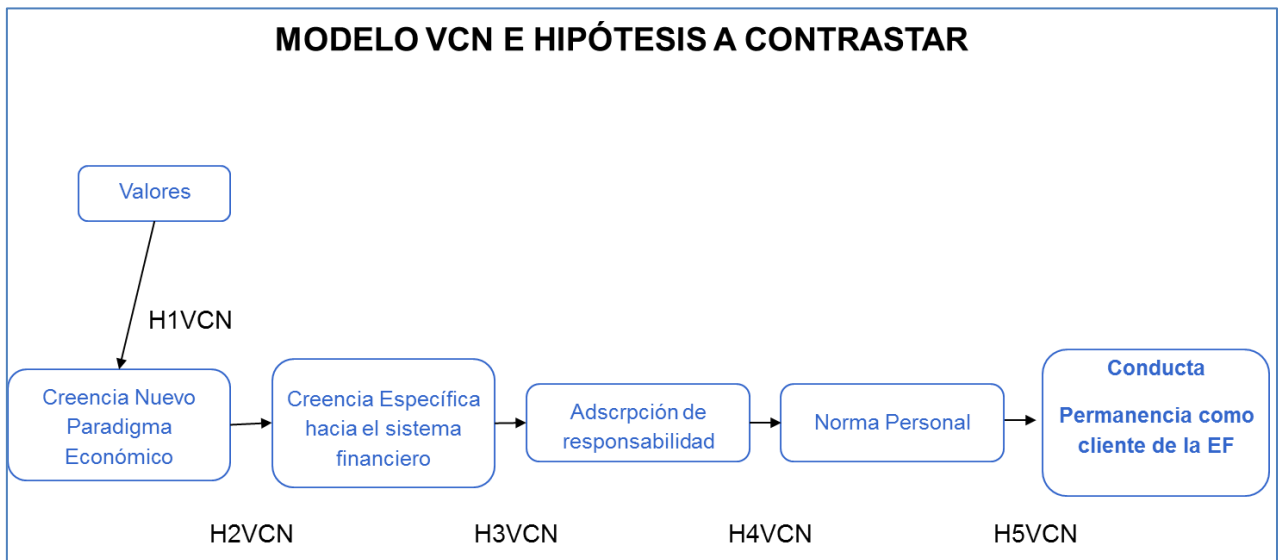 MODELO VCN E HIPÓTESIS A CONTRASTAR
Valores
H1VCN
Creencia Nuevo
Paradigma
Económico
Creencia Específica
hacia el sistema
financiero
Adscrpción de
responsabilidad
Norma Personal
Conducta
Permanencia como
cliente de la EF
H2VCN
H3VCN
H4VCN
H5VCN